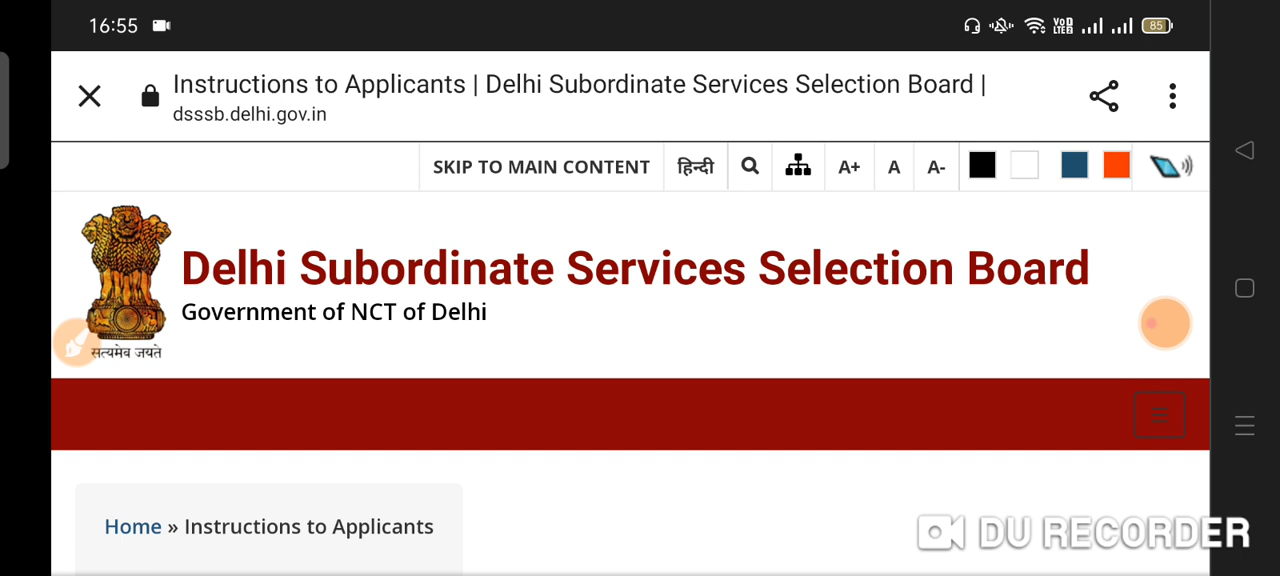 16:55
VoD LTE2 85
Instructions to Applicants | Delhi Subordinate Services Selection Board |
dsssb.delhi.gov.in
SKIP TO MAIN CONTENT हिन्दी A+ A A-
Delhi Subordinate Services Selection Board
Government of NCT of Delhi
सत्यमेव जयते
Home » Instructions to Applicants
DU RECORDER